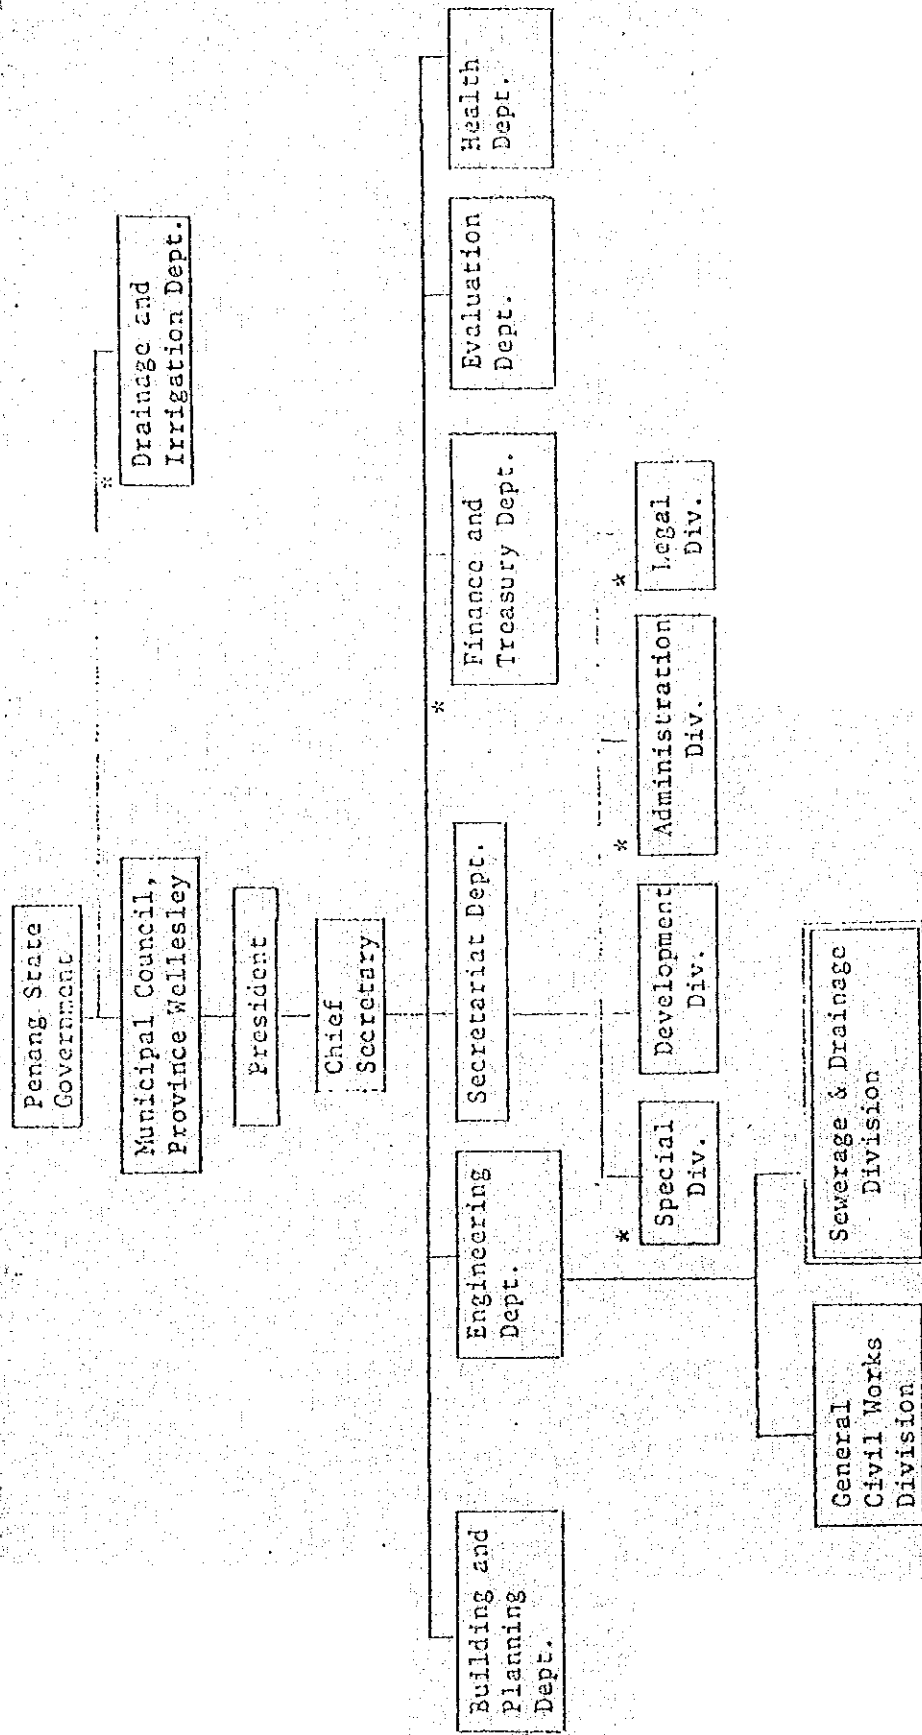 Penang State
Government
*
Drainage and
Irrigation Dept.
Municipal Council,
Province Wellesley
President
Chief
Secretary
Building and
Planning
Dept.
Engineering
Dept.
Secretariat Dept.
*
Finance and
Treasury Dept.
Evaluation
Dept.
Health
Dept.
*
Special
Div.
Development
Div.
*
Administration
Div.
*
Legal
Div.
General
Civil Works
Division
Sewerage & Drainage
Division